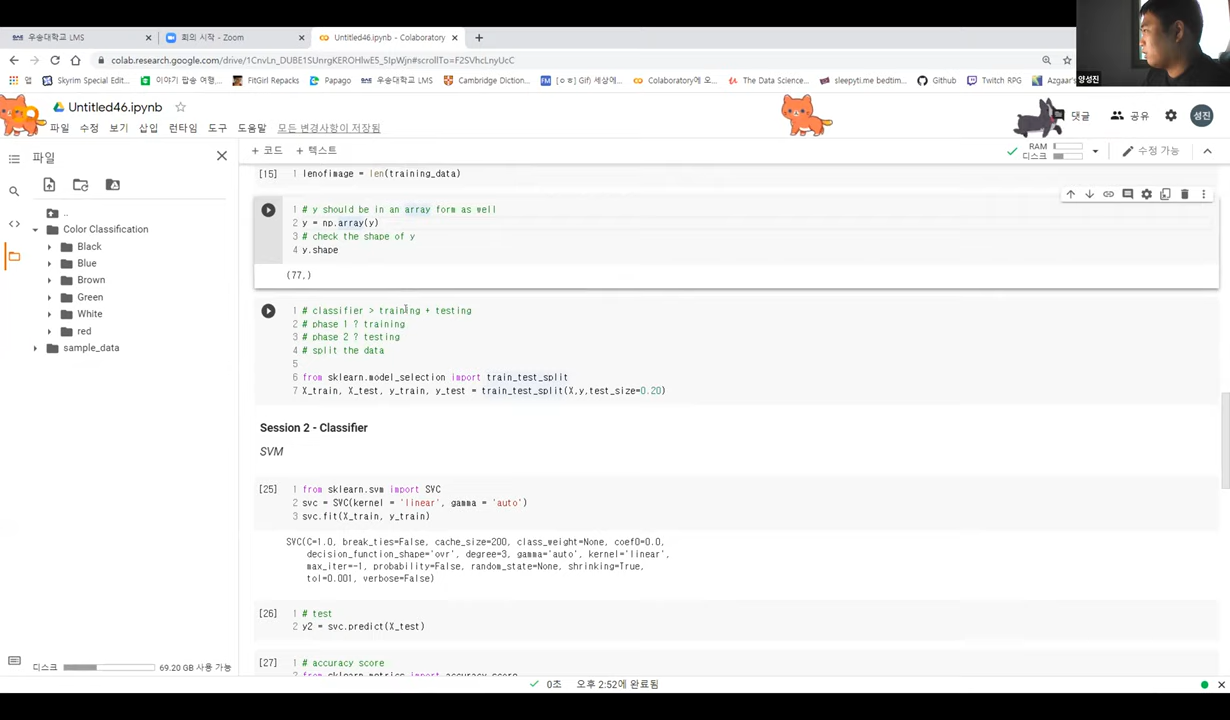 우송대학교 LMS
회의 시작 - Zoom
Untitled46.ipynb - Colaboratory
colab.research.google.com/drive/1CnvLn_DUBE1SUnrgKEROHlwE5_5IpWjn#scrollTo=F2SVhcLnyUcC
앱
Skyrim Special Edit...
이야기 팝송 여행,...
FitGirl Repacks
Papago
우송대학교 LMS
Cambridge Diction...
[ㅇㅎ] Gif) 세상에...
Colaboratory에 오...
The Data Science...
sleepyti.me bedtim...
Github
Twitch RPG
Azgaar's
양성진
Untitled46.ipynb
파일 수정 보기 삽입 런타임 도구 도움말 모든 변경사항이 저장됨
댓글
공유
성진
파일
+ 코드 + 텍스트
RAM
디스크
수정 가능
..
Color Classification
Black
Blue
Brown
Green
White
red
sample_data
디스크 69.20 GB 사용 가능
[15] 1 lenofimage = len(training_data)
1 # y should be in an array form as well
2 y = np.array(y)
3 # check the shape of y
4 y.shape
(77,)
1 # classifier > training + testing
2 # phase 1 ? training
3 # phase 2 ? testing
4 # split the data
5
6 from sklearn.model_selection import train_test_split
7 X_train, X_test, y_train, y_test = train_test_split(X,y,test_size=0.20)
Session 2 - Classifier
SVM
[25] 1 from sklearn.svm import SVC
2 svc = SVC(kernel = 'linear', gamma = 'auto')
3 svc.fit(X_train, y_train)
SVC(C=1.0, break_ties=False, cache_size=200, class_weight=None, coef0=0.0,
decision_function_shape='ovr', degree=3, gamma='auto', kernel='linear',
max_iter=-1, probability=False, random_state=None, shrinking=True,
tol=0.001, verbose=False)
[26] 1 # test
2 y2 = svc.predict(X_test)
[27] 1 # accuracy score
2 from sklearn.metrics import accuracy_score
0초 오후 2:52에 완료됨